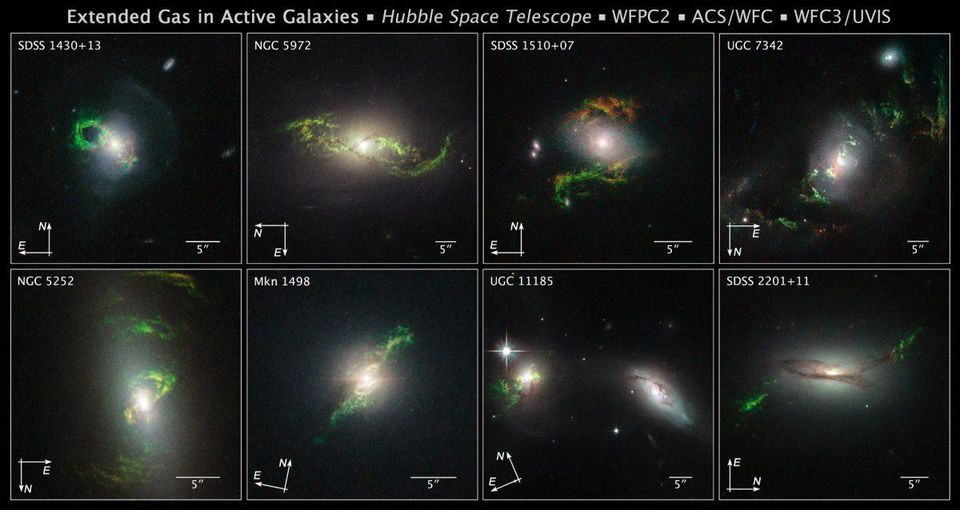 Extended Gas in Active Galaxies ▪ Hubble Space Telescope ▪ WFPC2 ▪ ACS/WFC ▪ WFC3/UVIS
SDSS 1430+13
N
E
5″
NGC 5972
N
E
5″
SDSS 1510+07
N
E
5″
UGC 7342
E
N
5″
NGC 5252
E
N
5″
Mkn 1498
N
E
5″
UGC 11185
N
E
5″
SDSS 2201+11
E
N
5″